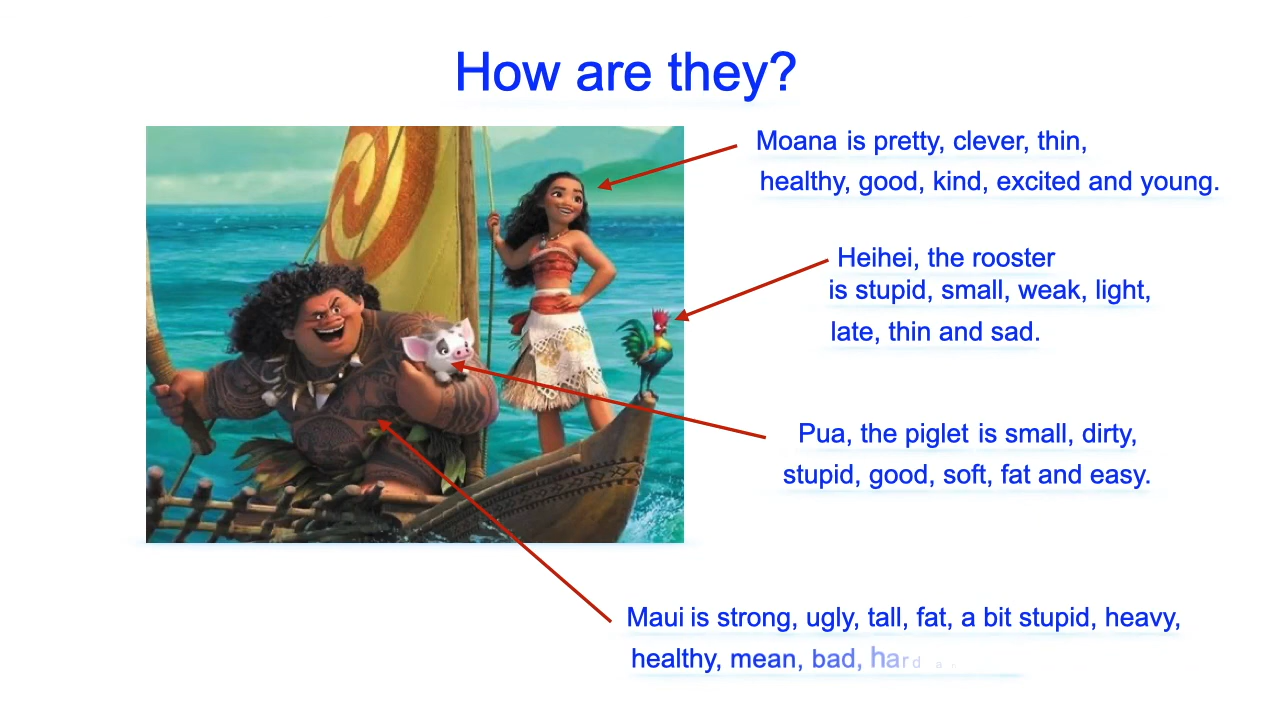 How are they?
Moana is pretty, clever, thin,
healthy, good, kind, excited and young.
Heihei, the rooster
is stupid, small, weak, light,
late, thin and sad.
Pua, the piglet is small, dirty,
stupid, good, soft, fat and easy.
Maui is strong, ugly, tall, fat, a bit stupid, heavy,
healthy, mean, bad, hard